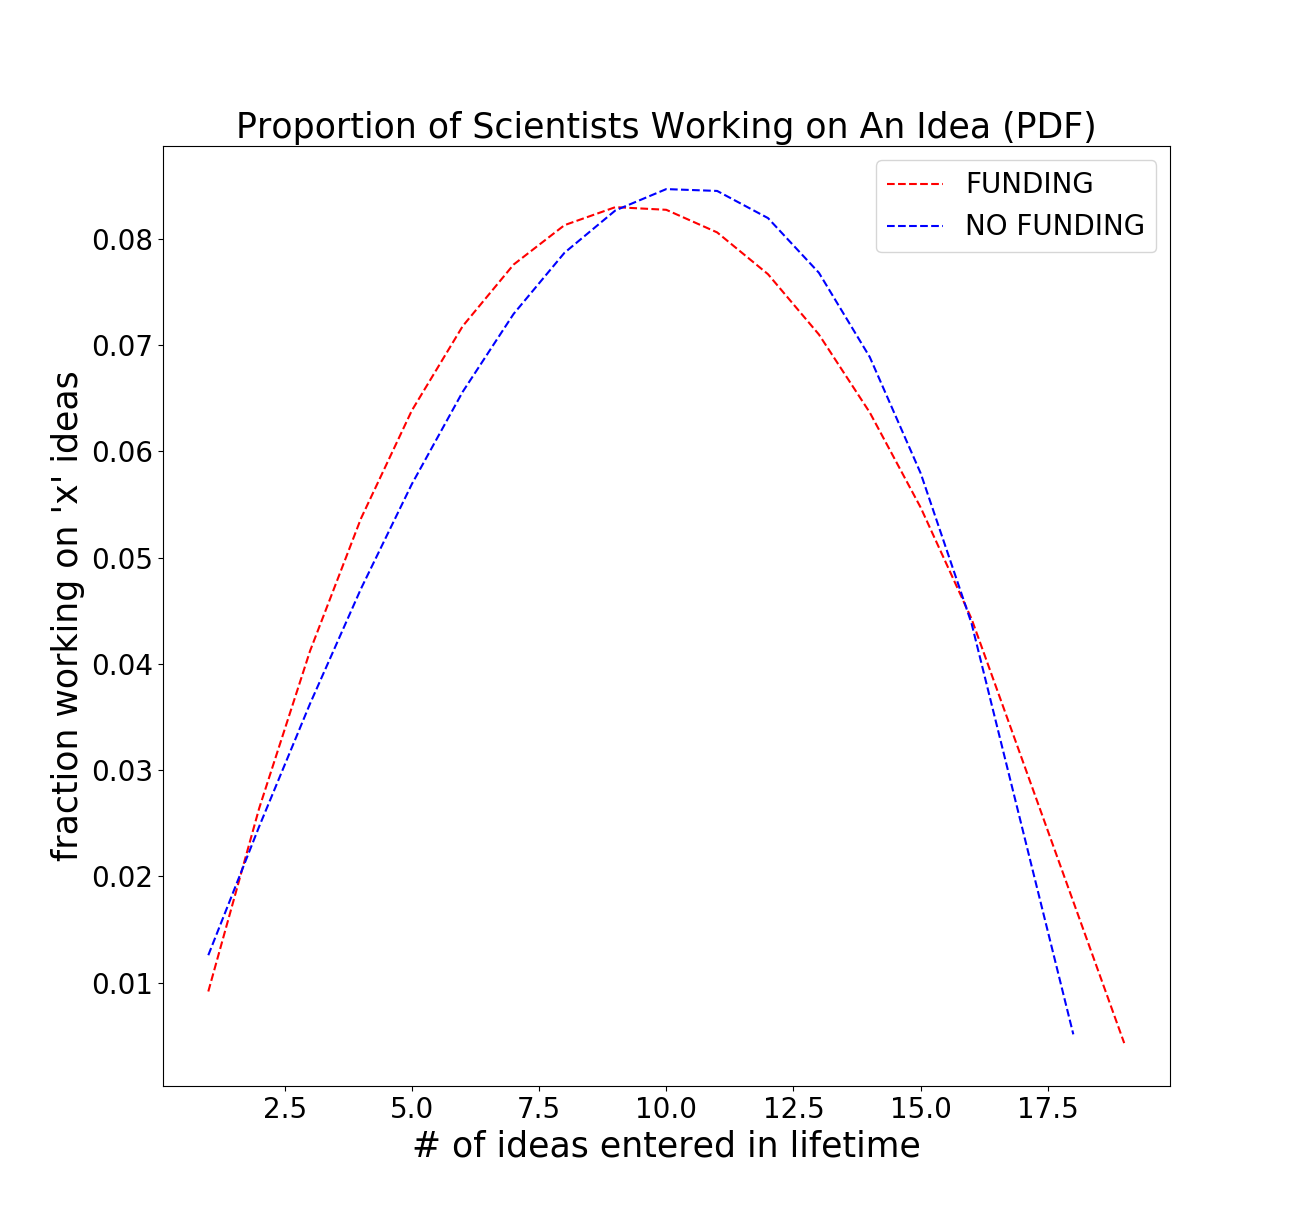 Proportion of Scientists Working on An Idea (PDF)
FUNDING
NO FUNDING
fraction working on 'x' ideas
0.08
0.07
0.06
0.05
0.04
0.03
0.02
0.01
2.5 5.0 7.5 10.0 12.5 15.0 17.5
# of ideas entered in lifetime